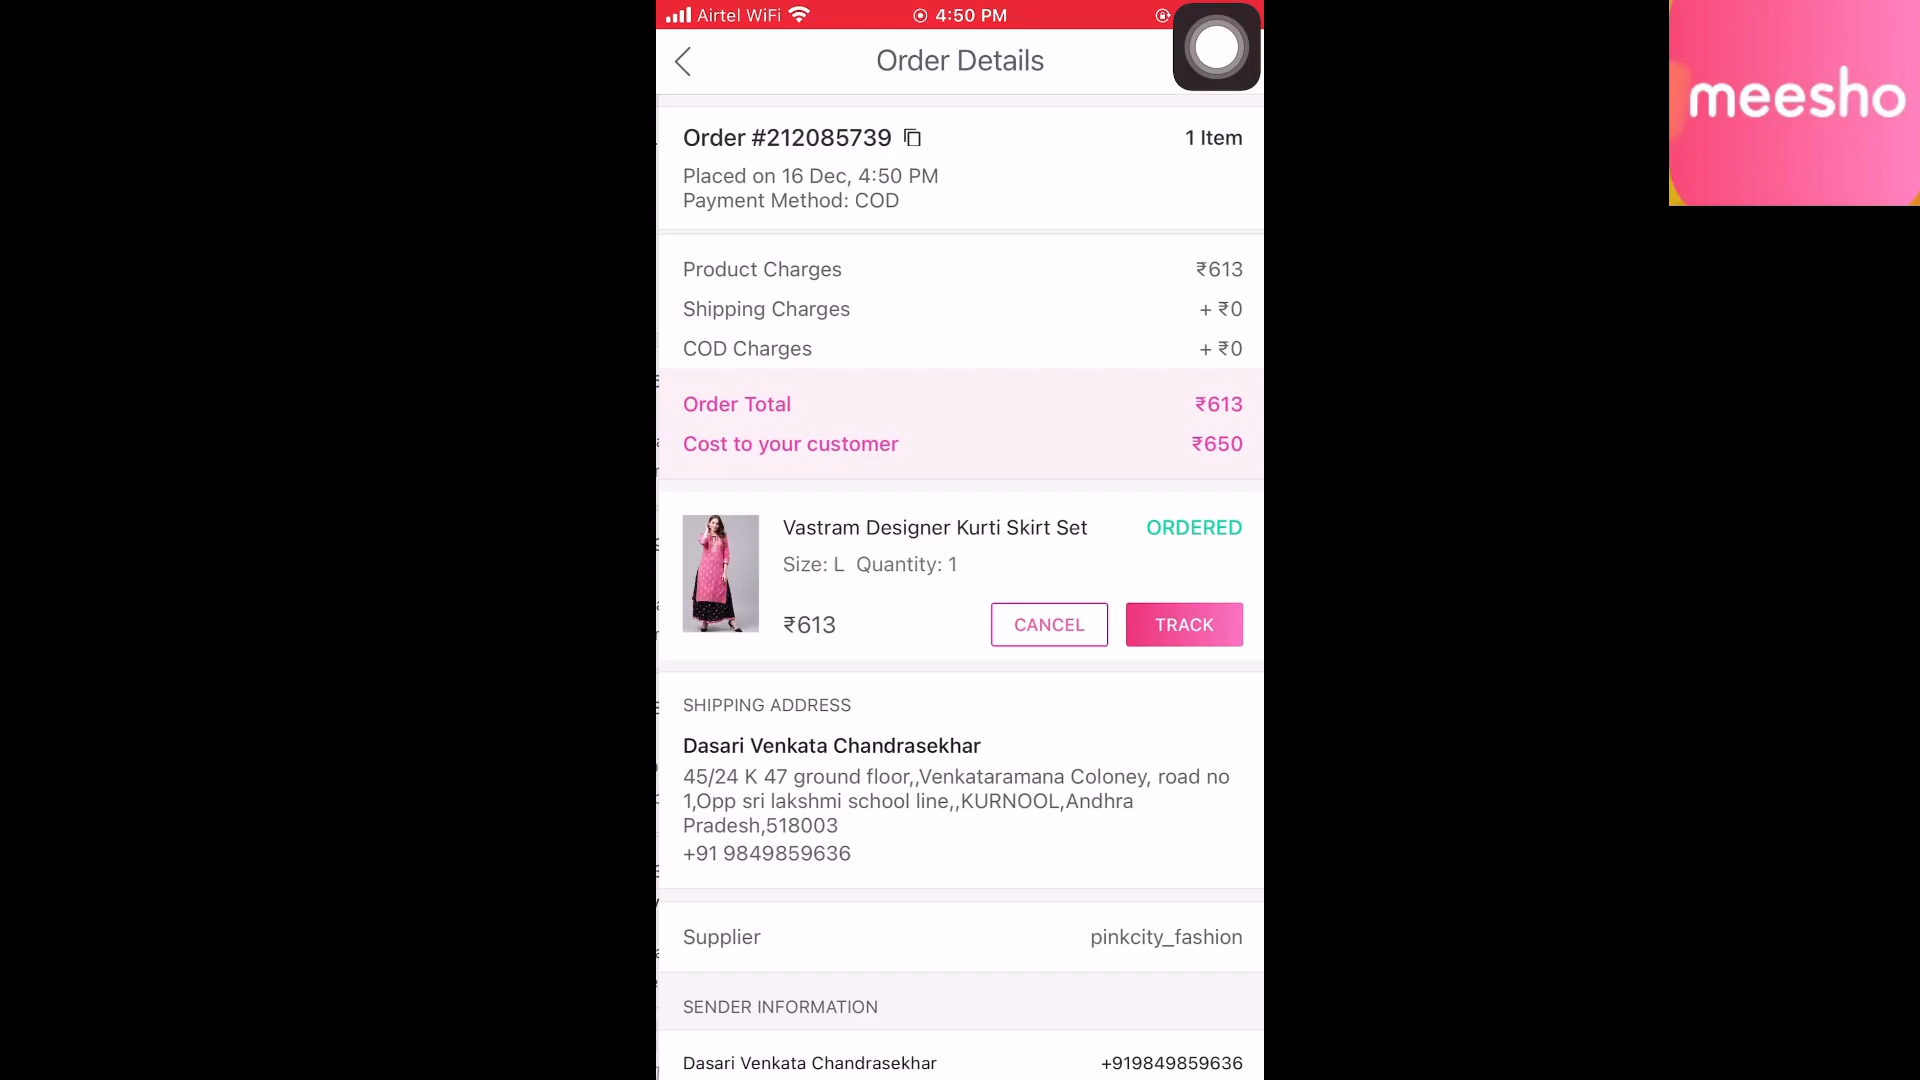 Airtel WiFi 4:50 PM
meesho
Order Details
Order #212085739 1 Item
Placed on 16 Dec, 4:50 PM
Payment Method: COD
Product Charges ₹613
Shipping Charges + ₹0
COD Charges + ₹0
Order Total ₹613
Cost to your customer ₹650
Vastram Designer Kurti Skirt Set ORDERED
Size: L Quantity: 1
₹613 CANCEL TRACK
SHIPPING ADDRESS
Dasari Venkata Chandrasekhar
45/24 K 47 ground floor,,Venkataramana Coloney, road no
1,Opp sri lakshmi school line,,KURNOOL,Andhra
Pradesh,518003
+91 9849859636
Supplier pinkcity_fashion
SENDER INFORMATION
Dasari Venkata Chandrasekhar +919849859636